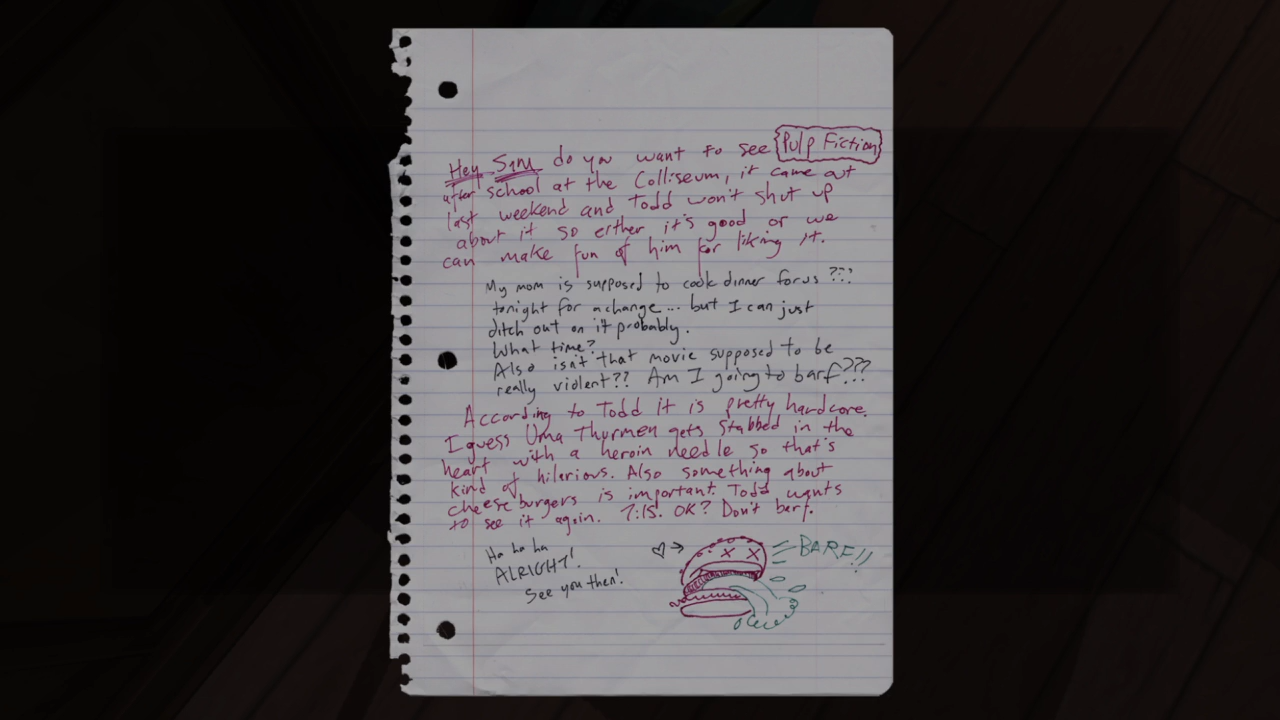 Hey Sam do you want to see Pulp Fiction
after school at the Colliseum, it came out
last weekend and Todd won't shut up
about it so either it's good or we
can make fun of him for liking it.
My mom is supposed to cook dinner for us ???
tonight for a change... but I can just
ditch out on it probably.
What time?
Also isn't that movie supposed to be
really violent?? Am I going to barf???
According to Todd it is pretty hardcore.
I guess Uma Thurmen gets stabbed in the
heart with a heroin needle so that's
kind of hilarious. Also something about
cheeseburgers is important. Todd wants
to see it again. 7:15. OK? Don't barf.
Ha ha ha
ALRIGHT!
See you then!
BARF!!